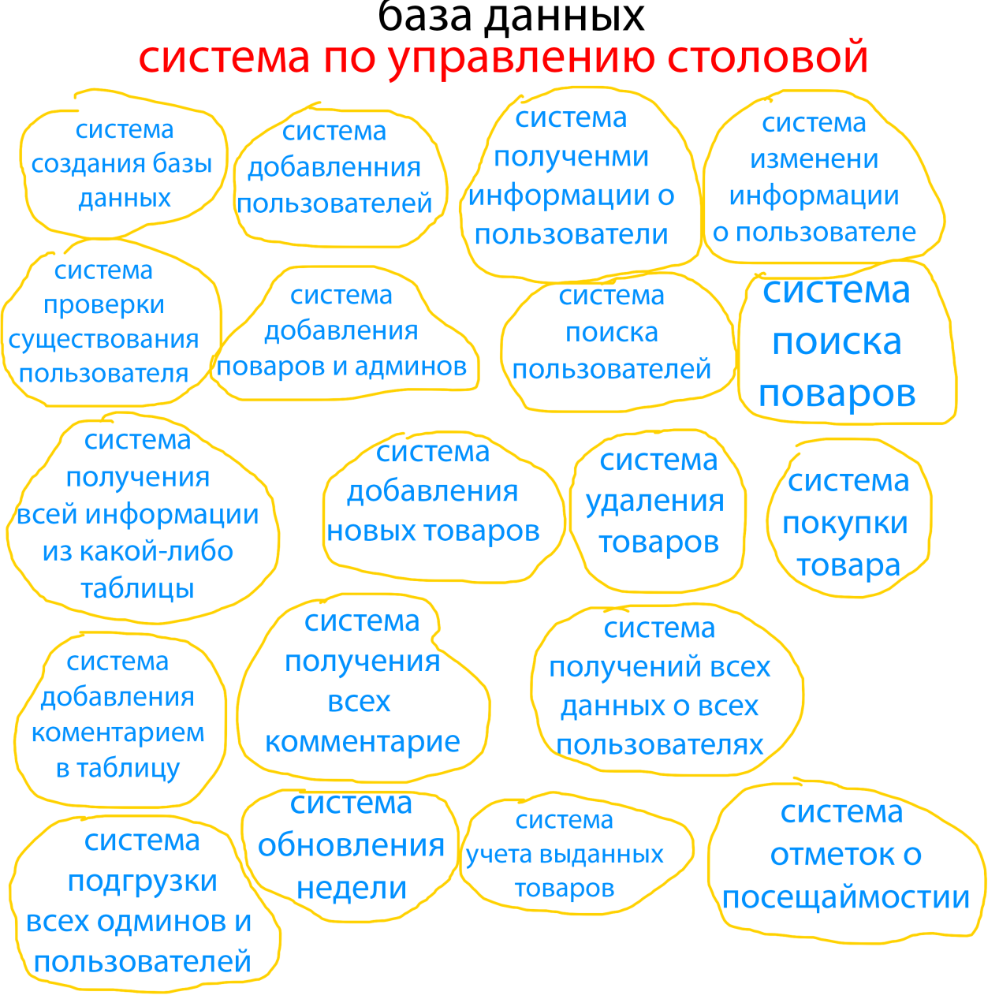 база данных
система по управлению столовой
система
создания базы
данных
система
добавленния
пользователей
система
полученми
информации о
пользователи
система
изменени
информации
о пользователе
система
проверки
существования
пользователя
система
добавления
поваров и админов
система
поиска
пользователей
система
поиска
поваров
система
получения
всей информации
из какой-либо
таблицы
система
добавления
новых товаров
система
удаления
товаров
система
покупки
товара
система
добавления
коментарием
в таблицу
система
получения
всех
комментарие
система
получений всех
данных о всех
пользователях
система
подгрузки
всех одминов и
пользователей
система
обновления
недели
система
учета выданных
товаров
система
отметок о
посещаймостии